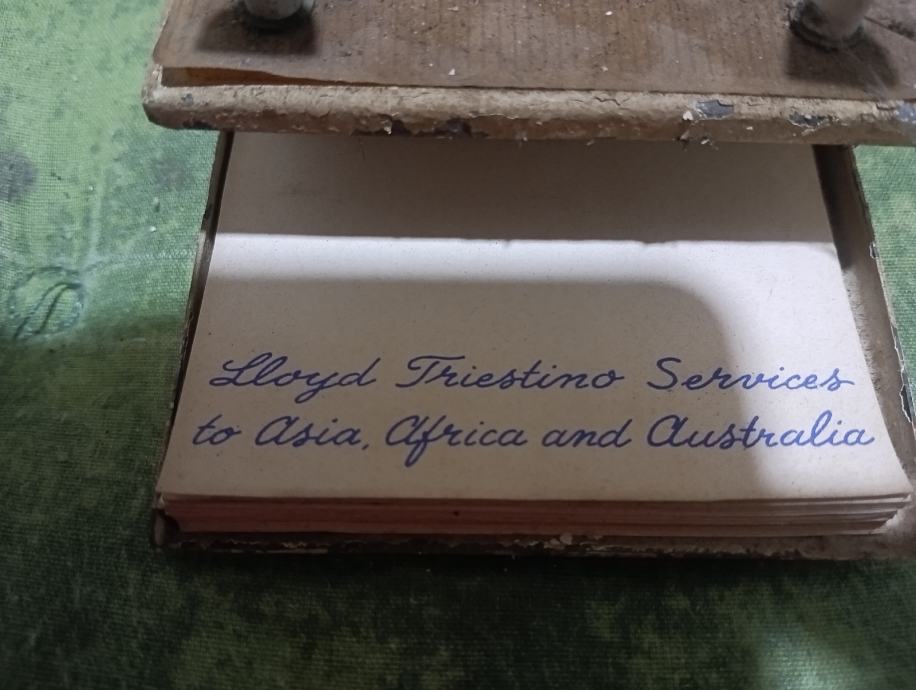 Lloyd Triestino Services
to Asia, Africa and Australia